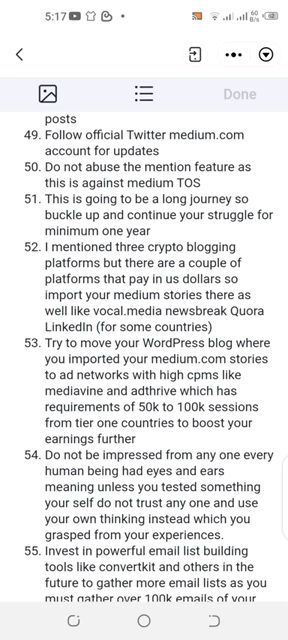 5:17
60
B/s
Done
posts
49. Follow official Twitter medium.com
account for updates
50. Do not abuse the mention feature as
this is against medium TOS
51. This is going to be a long journey so
buckle up and continue your struggle for
minimum one year
52. I mentioned three crypto blogging
platforms but there are a couple of
platforms that pay in us dollars so
import your medium stories there as
well like vocal.media newsbreak Quora
LinkedIn (for some countries)
53. Try to move your WordPress blog where
you imported your medium.com stories
to ad networks with high cpms like
mediavine and adthrive which has
requirements of 50k to 100k sessions
from tier one countries to boost your
earnings further
54. Do not be impressed from any one every
human being had eyes and ears
meaning unless you tested something
your self do not trust any one and use
your own thinking instead which you
grasped from your experiences.
55. Invest in powerful email list building
tools like convertkit and others in the
future to gather more email lists as you
must gather over 100k emails of your